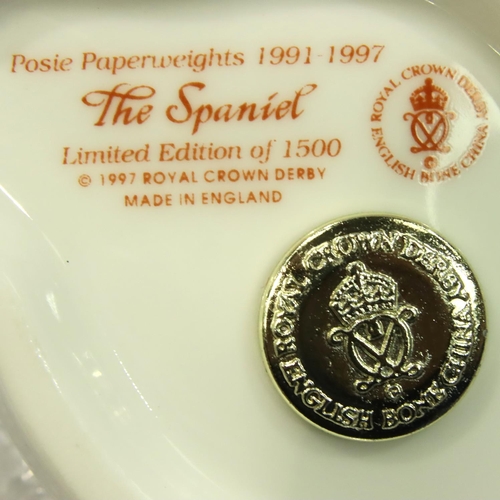 Posie Paperweights 1991-1997
The Spaniel
Limited Edition of 1500
© 1997 ROYAL CROWN DERBY
MADE IN ENGLAND
ROYAL CROWN DERBY
ENGLISH BONE CHINA
ROYAL CROWN DERBY
ENGLISH BONE CHINA